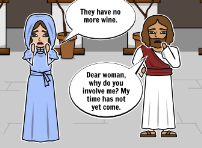 They have no
more wine.
Dear woman,
why do you
involve me? My
time has not
yet come.